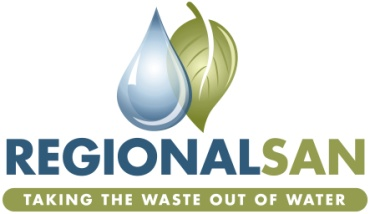 REGIONALSAN
TAKING THE WASTE OUT OF WATER